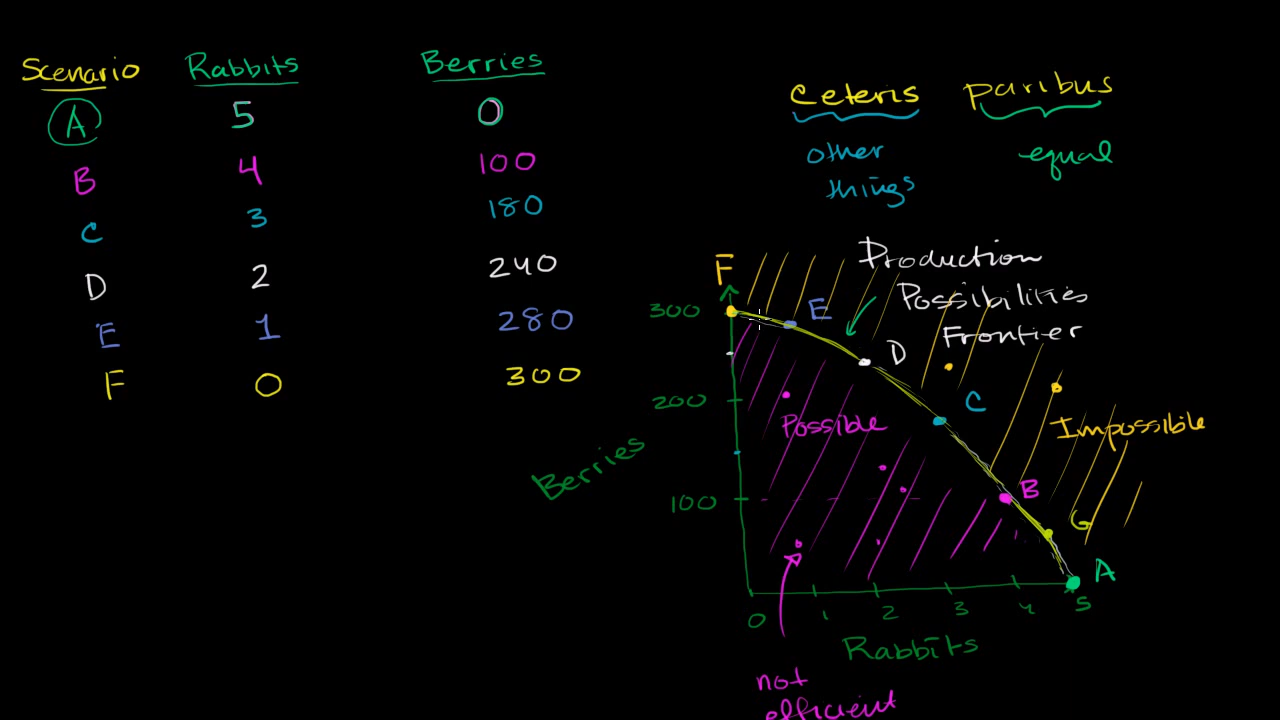 Scenario Rabbits Berries
A 5 0
B 4 100
C 3 180
D 2 240
E 1 280
F 0 300
Ceteris paribus
other equal
things
F
Production
Possibilities
Frontier
300
E
D
200
C
Possible
Impossible
Berries
100
B
G
A
0 1 2 3 4 5
Rabbits
not
efficient